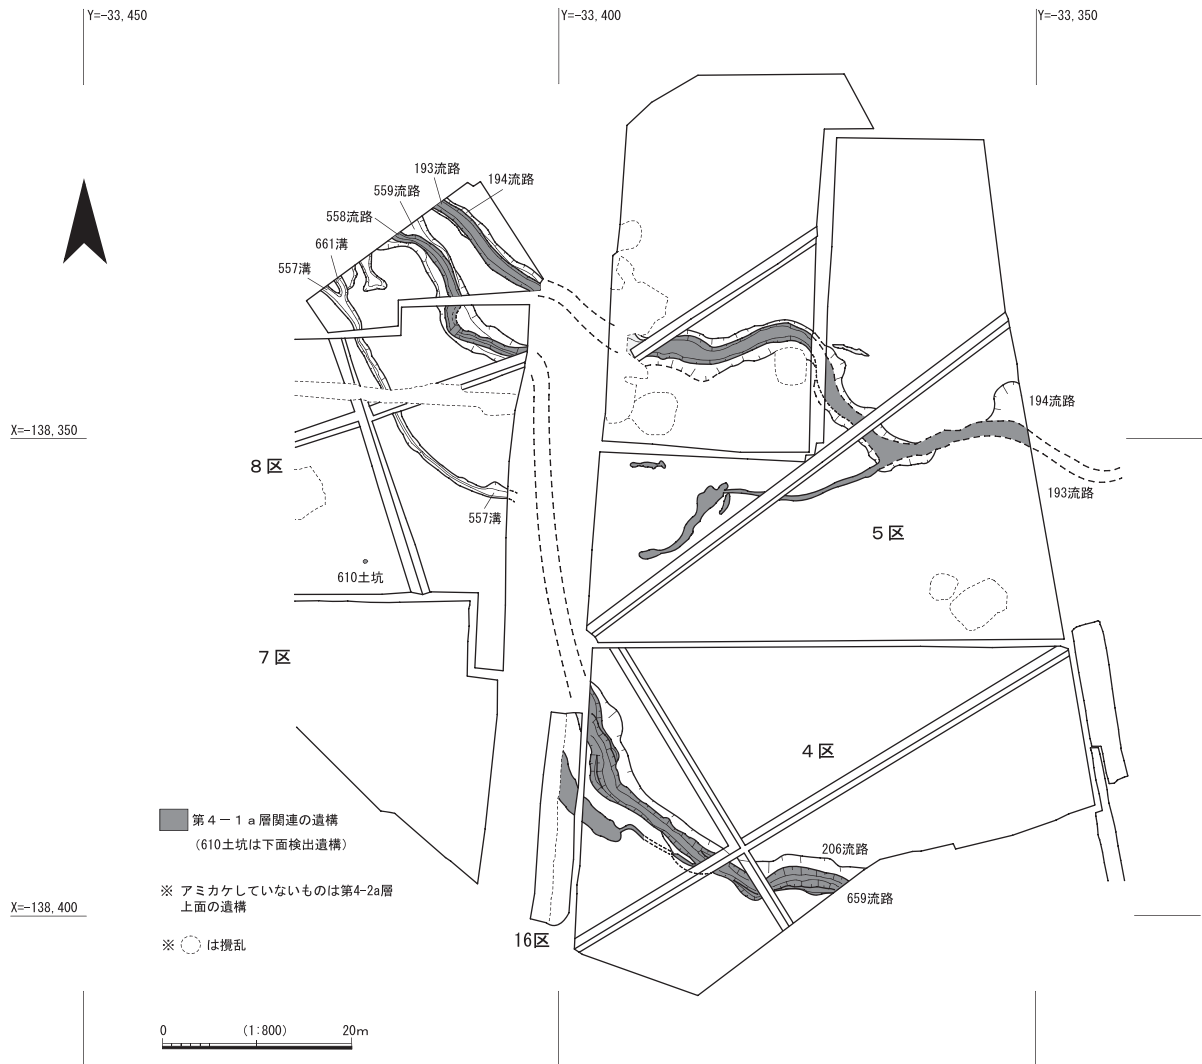 Y=-33,450
Y=-33,400
Y=-33,350
193流路
194流路
559流路
558流路
661溝
557溝
194流路
X=-138,350
8区
193流路
557溝
5区
610土坑
7区
4区
第4－1a層関連の遺構
(610土坑は下面検出遺構)
206流路
※ アミカケしていないものは第4-2a層
上面の遺構
659流路
X=-138,400
16区
※ は攪乱
0 (1:800) 20m